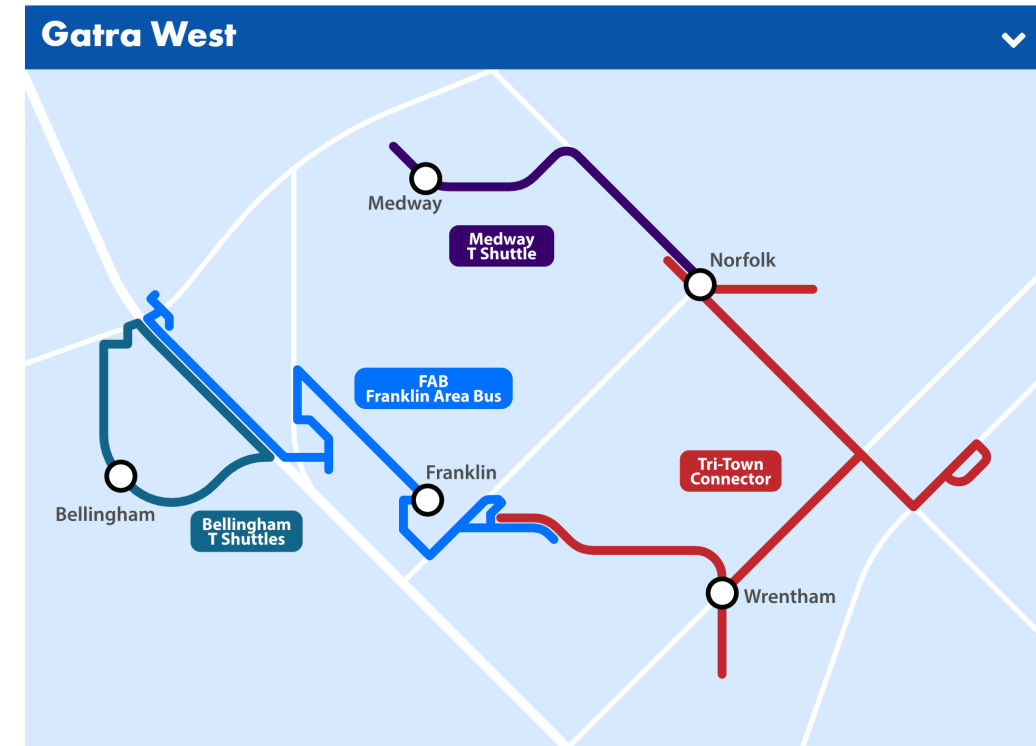 Gatra West
Medway
Medway
T Shuttle
Norfolk
FAB
Franklin Area Bus
Franklin
Tri-Town
Connector
Bellingham
Bellingham
T Shuttles
Wrentham